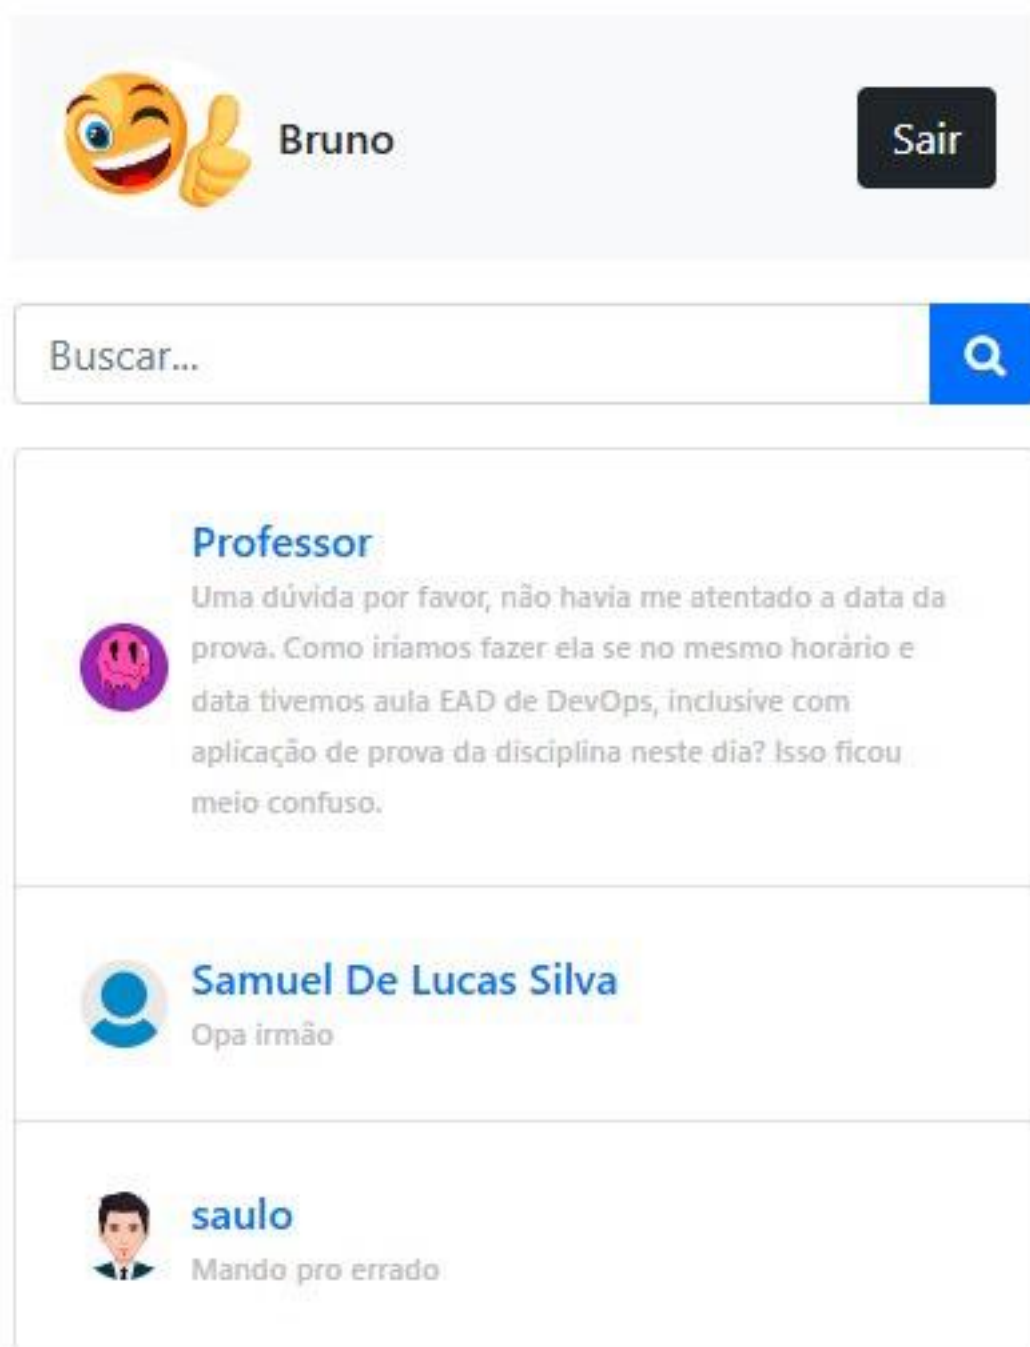 Bruno
Sair
Buscar...
Professor
Uma dúvida por favor, não havia me atentado a data da
prova. Como iriamos fazer ela se no mesmo horário e
data tivemos aula EAD de DevOps, inclusive com
aplicação de prova da disciplina neste dia? Isso ficou
meio confuso.
Samuel De Lucas Silva
Opa irmão
saulo
Mando pro errado